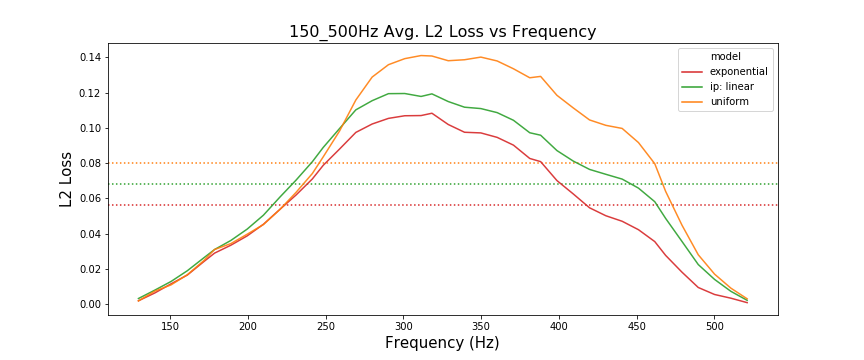 150_500Hz Avg. L2 Loss vs Frequency
model
exponential
ip: linear
uniform
L2 Loss
0.14
0.12
0.10
0.08
0.06
0.04
0.02
0.00
150 200 250 300 350 400 450 500
Frequency (Hz)